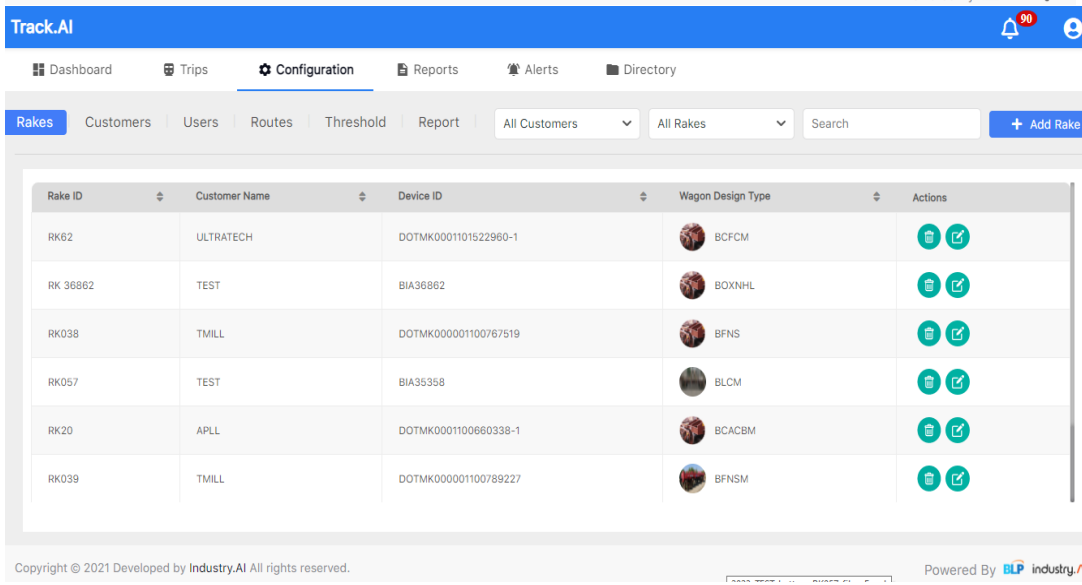 Track.AI
90
Dashboard Trips Configuration Reports Alerts Directory
Rakes Customers Users Routes Threshold Report All Customers All Rakes Search + Add Rake
Rake ID Customer Name Device ID Wagon Design Type Actions
RK62 ULTRATECH DOTMK0001101522960-1 BCFCM
RK 36862 TEST BIA36862 BOXNHL
RK038 TMILL DOTMK000001100767519 BFNS
RK057 TEST BIA35358 BLCM
RK20 APLL DOTMK0001100660338-1 BCACBM
RK039 TMILL DOTMK000001100789227 BFNSM
Copyright © 2021 Developed by Industry.AI All rights reserved. Powered By BLP industry.